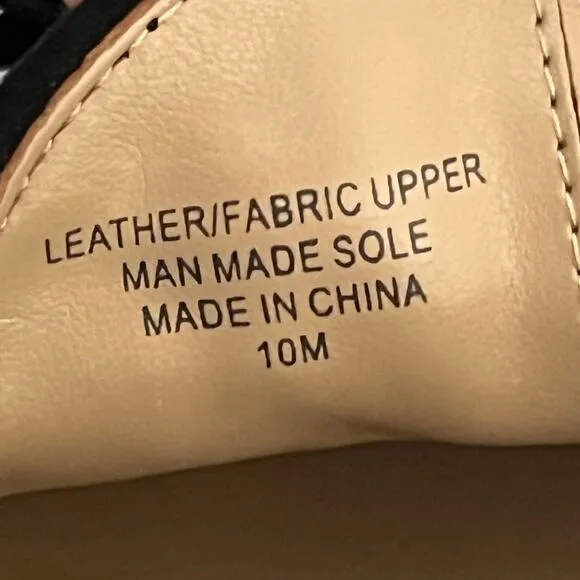 LEATHER/FABRIC UPPER
MAN MADE SOLE
MADE IN CHINA
10M